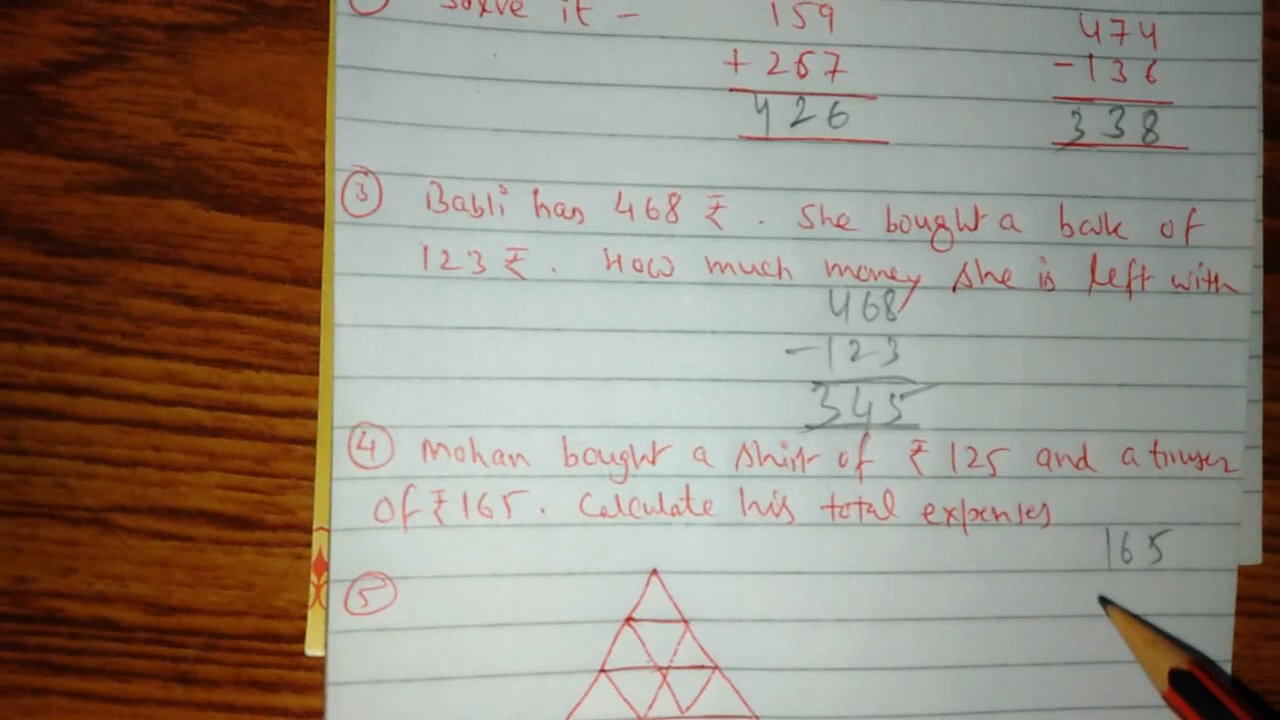 Solve it - 159 474
+ 267 - 136
426 338
③ Babli has 468 ₹. She bought a book of
123 ₹. How much money she is left with
468
- 123
345
④ Mohan bought a shirt of ₹ 125 and a
of ₹ 165. Calculate his total expenses
165
⑤